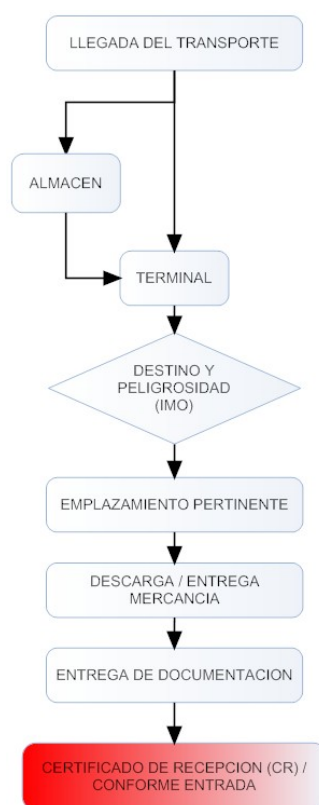 LLEGADA DEL TRANSPORTE
ALMACEN
TERMINAL
DESTINO Y
PELIGROSIDAD
(IMO)
EMPLAZAMIENTO PERTINENTE
DESCARGA / ENTREGA
MERCANCIA
ENTREGA DE DOCUMENTACION
CERTIFICADO DE RECEPCION (CR) /
CONFORME ENTRADA